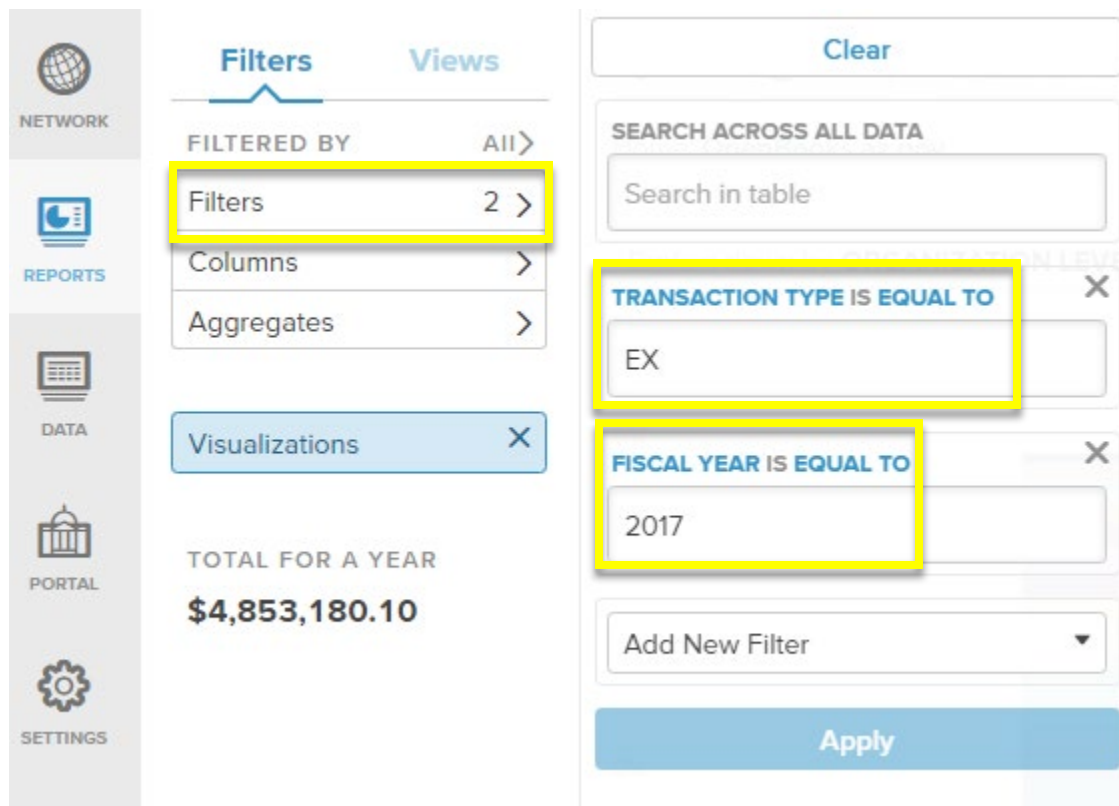 NETWORK
REPORTS
DATA
PORTAL
SETTINGS
Filters Views
FILTERED BY All
Filters 2
Columns
Aggregates
Visualizations
TOTAL FOR A YEAR
$4,853,180.10
Clear
SEARCH ACROSS ALL DATA
Search in table
ORGANIZATION LEVE
TRANSACTION TYPE IS EQUAL TO
EX
FISCAL YEAR IS EQUAL TO
2017
Add New Filter
Apply